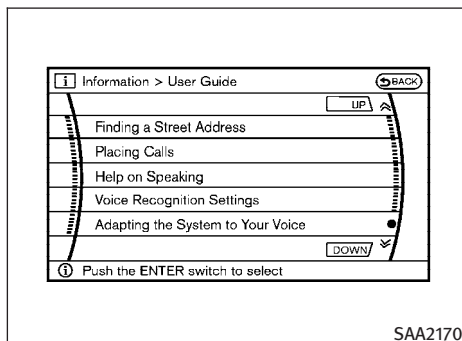 i Information > User Guide BACK
UP
Finding a Street Address
Placing Calls
Help on Speaking
Voice Recognition Settings
Adapting the System to Your Voice
DOWN
i Push the ENTER switch to select
SAA2170